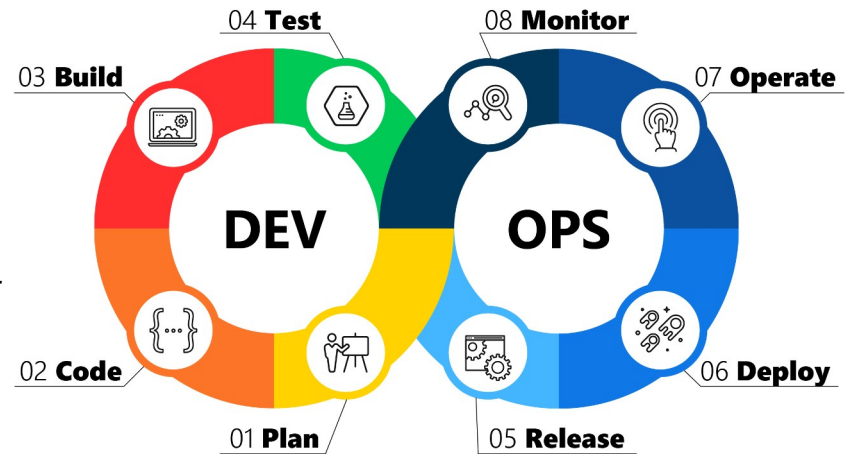 04 Test
08 Monitor
03 Build
07 Operate
DEV
OPS
02 Code
06 Deploy
01 Plan
05 Release